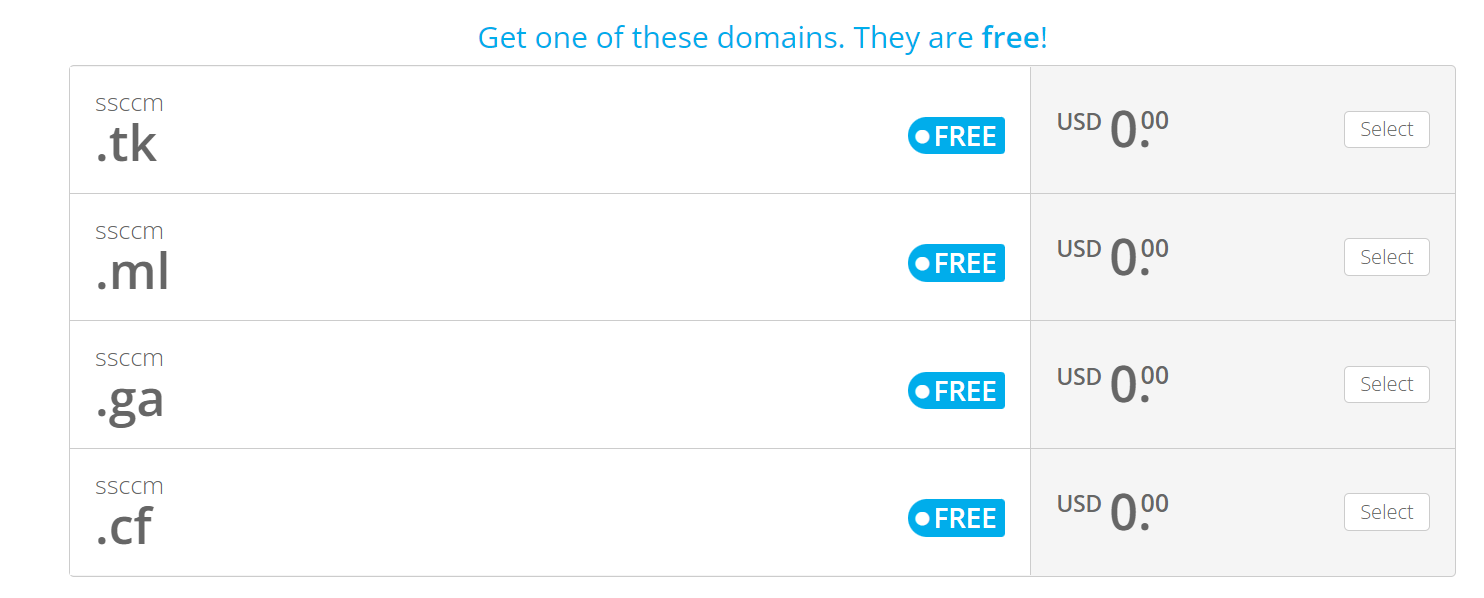 Get one of these domains. They are free!
ssccm
.tk
FREE
USD 0.00
Select
ssccm
.ml
FREE
USD 0.00
Select
ssccm
.ga
FREE
USD 0.00
Select
ssccm
.cf
FREE
USD 0.00
Select